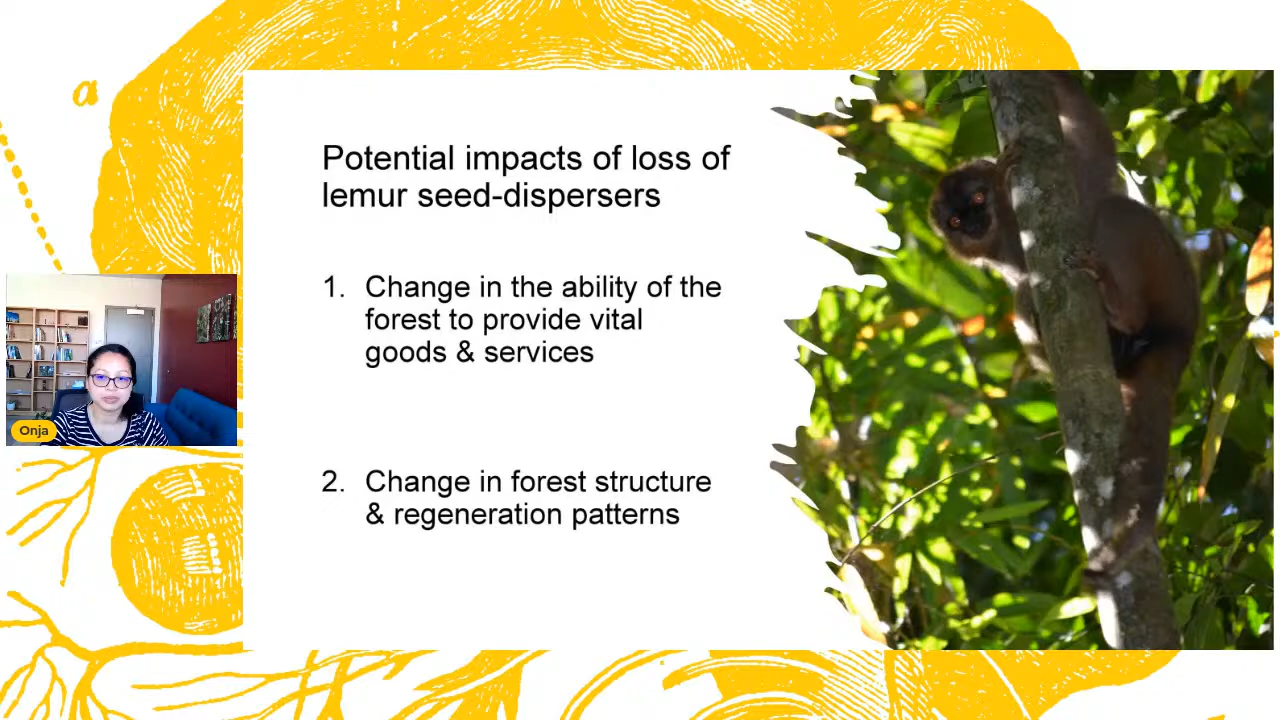 a
Potential impacts of loss of
lemur seed-dispersers
1. Change in the ability of the
forest to provide vital
goods & services
2. Change in forest structure
& regeneration patterns
Onja